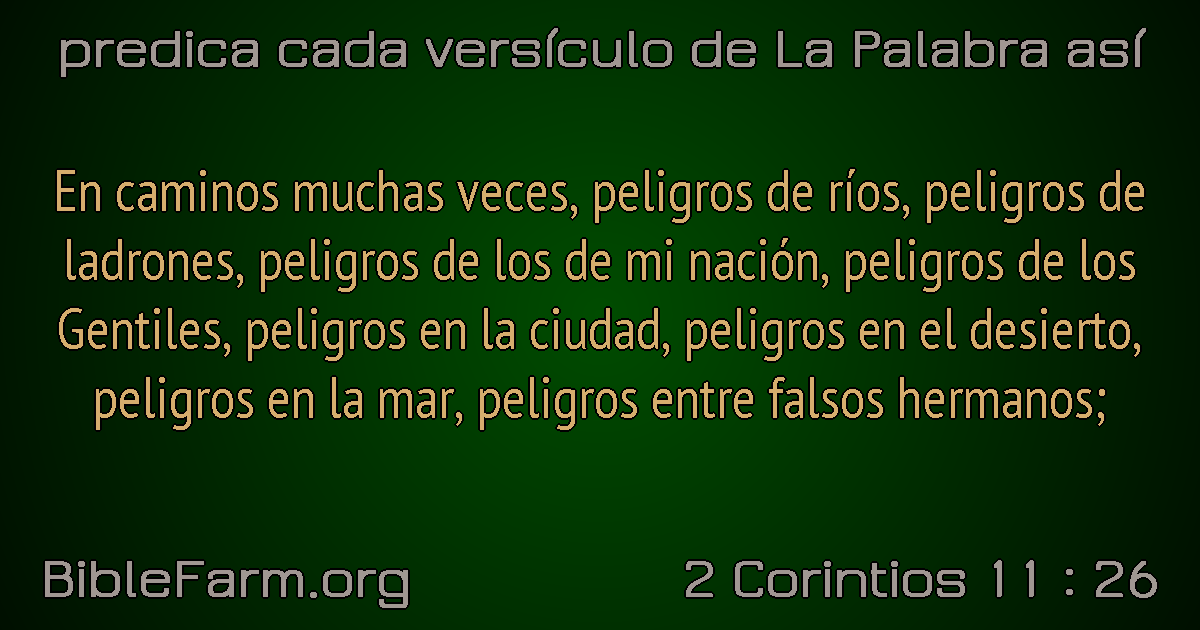 predica cada versículo de La Palabra así
En caminos muchas veces, peligros de ríos, peligros de
ladrones, peligros de los de mi nación, peligros de los
Gentiles, peligros en la ciudad, peligros en el desierto,
peligros en la mar, peligros entre falsos hermanos;
BibleFarm.org
2 Corintios 11 : 26